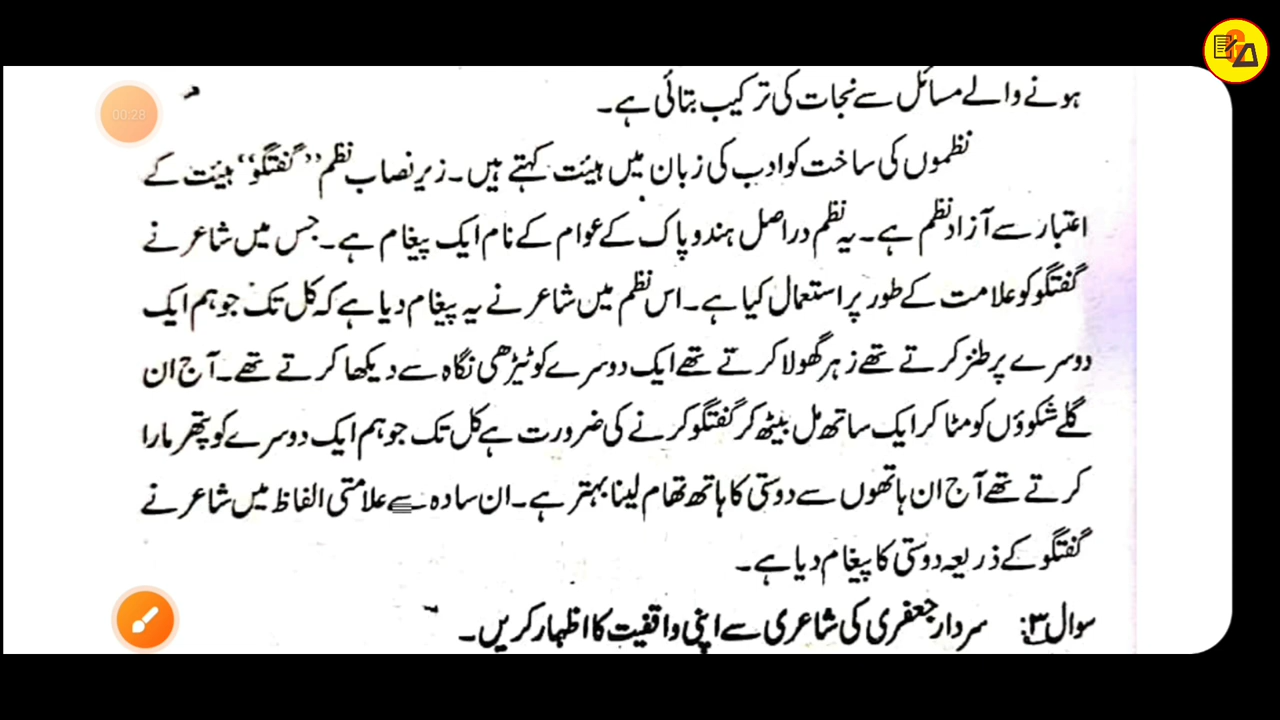 00:28
ہونے والے مسائل سے نجات کی ترکیب بتائی ہے۔
نظموں کی ساخت کو ادب کی زبان میں ہیئت کہتے ہیں۔ زیرِ نصاب نظم ”گفتگو“ ہیئت کے
اعتبار سے آزاد نظم ہے۔ یہ نظم دراصل ہند و پاک کے عوام کے نام ایک پیغام ہے۔ جس میں شاعر نے
گفتگو کو علامت کے طور پر استعمال کیا ہے۔ اس نظم میں شاعر نے یہ پیغام دیا ہے کہ کل تک جو ہم ایک
دوسرے پر طنز کرتے تھے زہر گھولا کرتے تھے ایک دوسرے کو ٹیڑھی نگاہ سے دیکھا کرتے تھے۔ آج ان
گلے شکوؤں کو مٹا کر ایک ساتھ مل بیٹھ کر گفتگو کرنے کی ضرورت ہے کل تک جو ہم ایک دوسرے کو پتھر مارا
کرتے تھے آج ان ہاتھوں سے دوستی کا ہاتھ تھام لینا بہتر ہے۔ ان سادہ سے علامتی الفاظ میں شاعر نے
گفتگو کے ذریعہ دوستی کا پیغام دیا ہے۔
سوال ۳: سردار جعفری کی شاعری سے اپنی واقفیت کا اظہار کریں۔